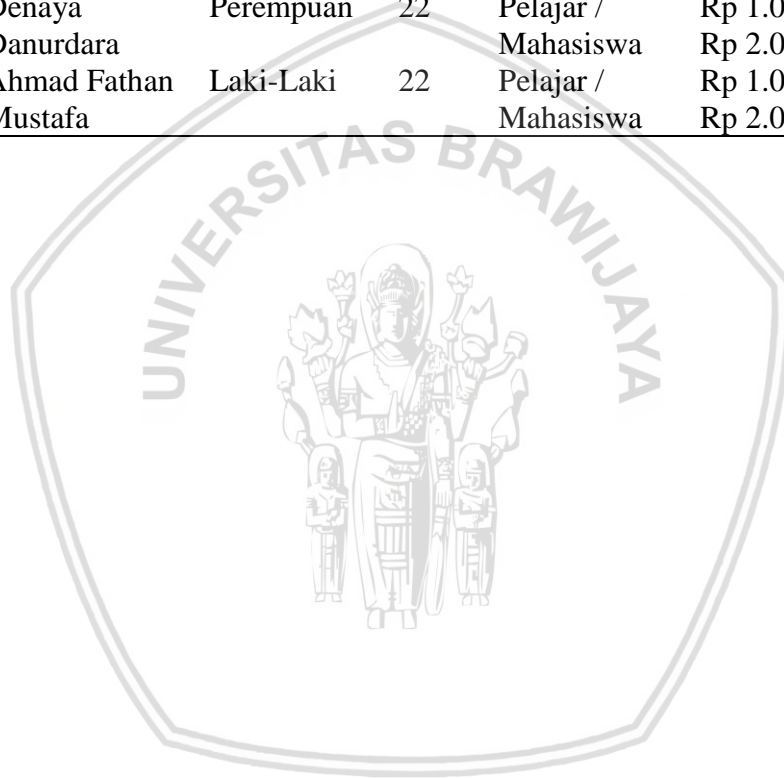 Denaya Perempuan 22 Pelajar / Rp 1.0
Danurdara Mahasiswa Rp 2.0
Ahmad Fathan Laki-Laki 22 Pelajar / Rp 1.0
Mustafa Mahasiswa Rp 2.0
UNIVERSITAS BRAWIJAYA